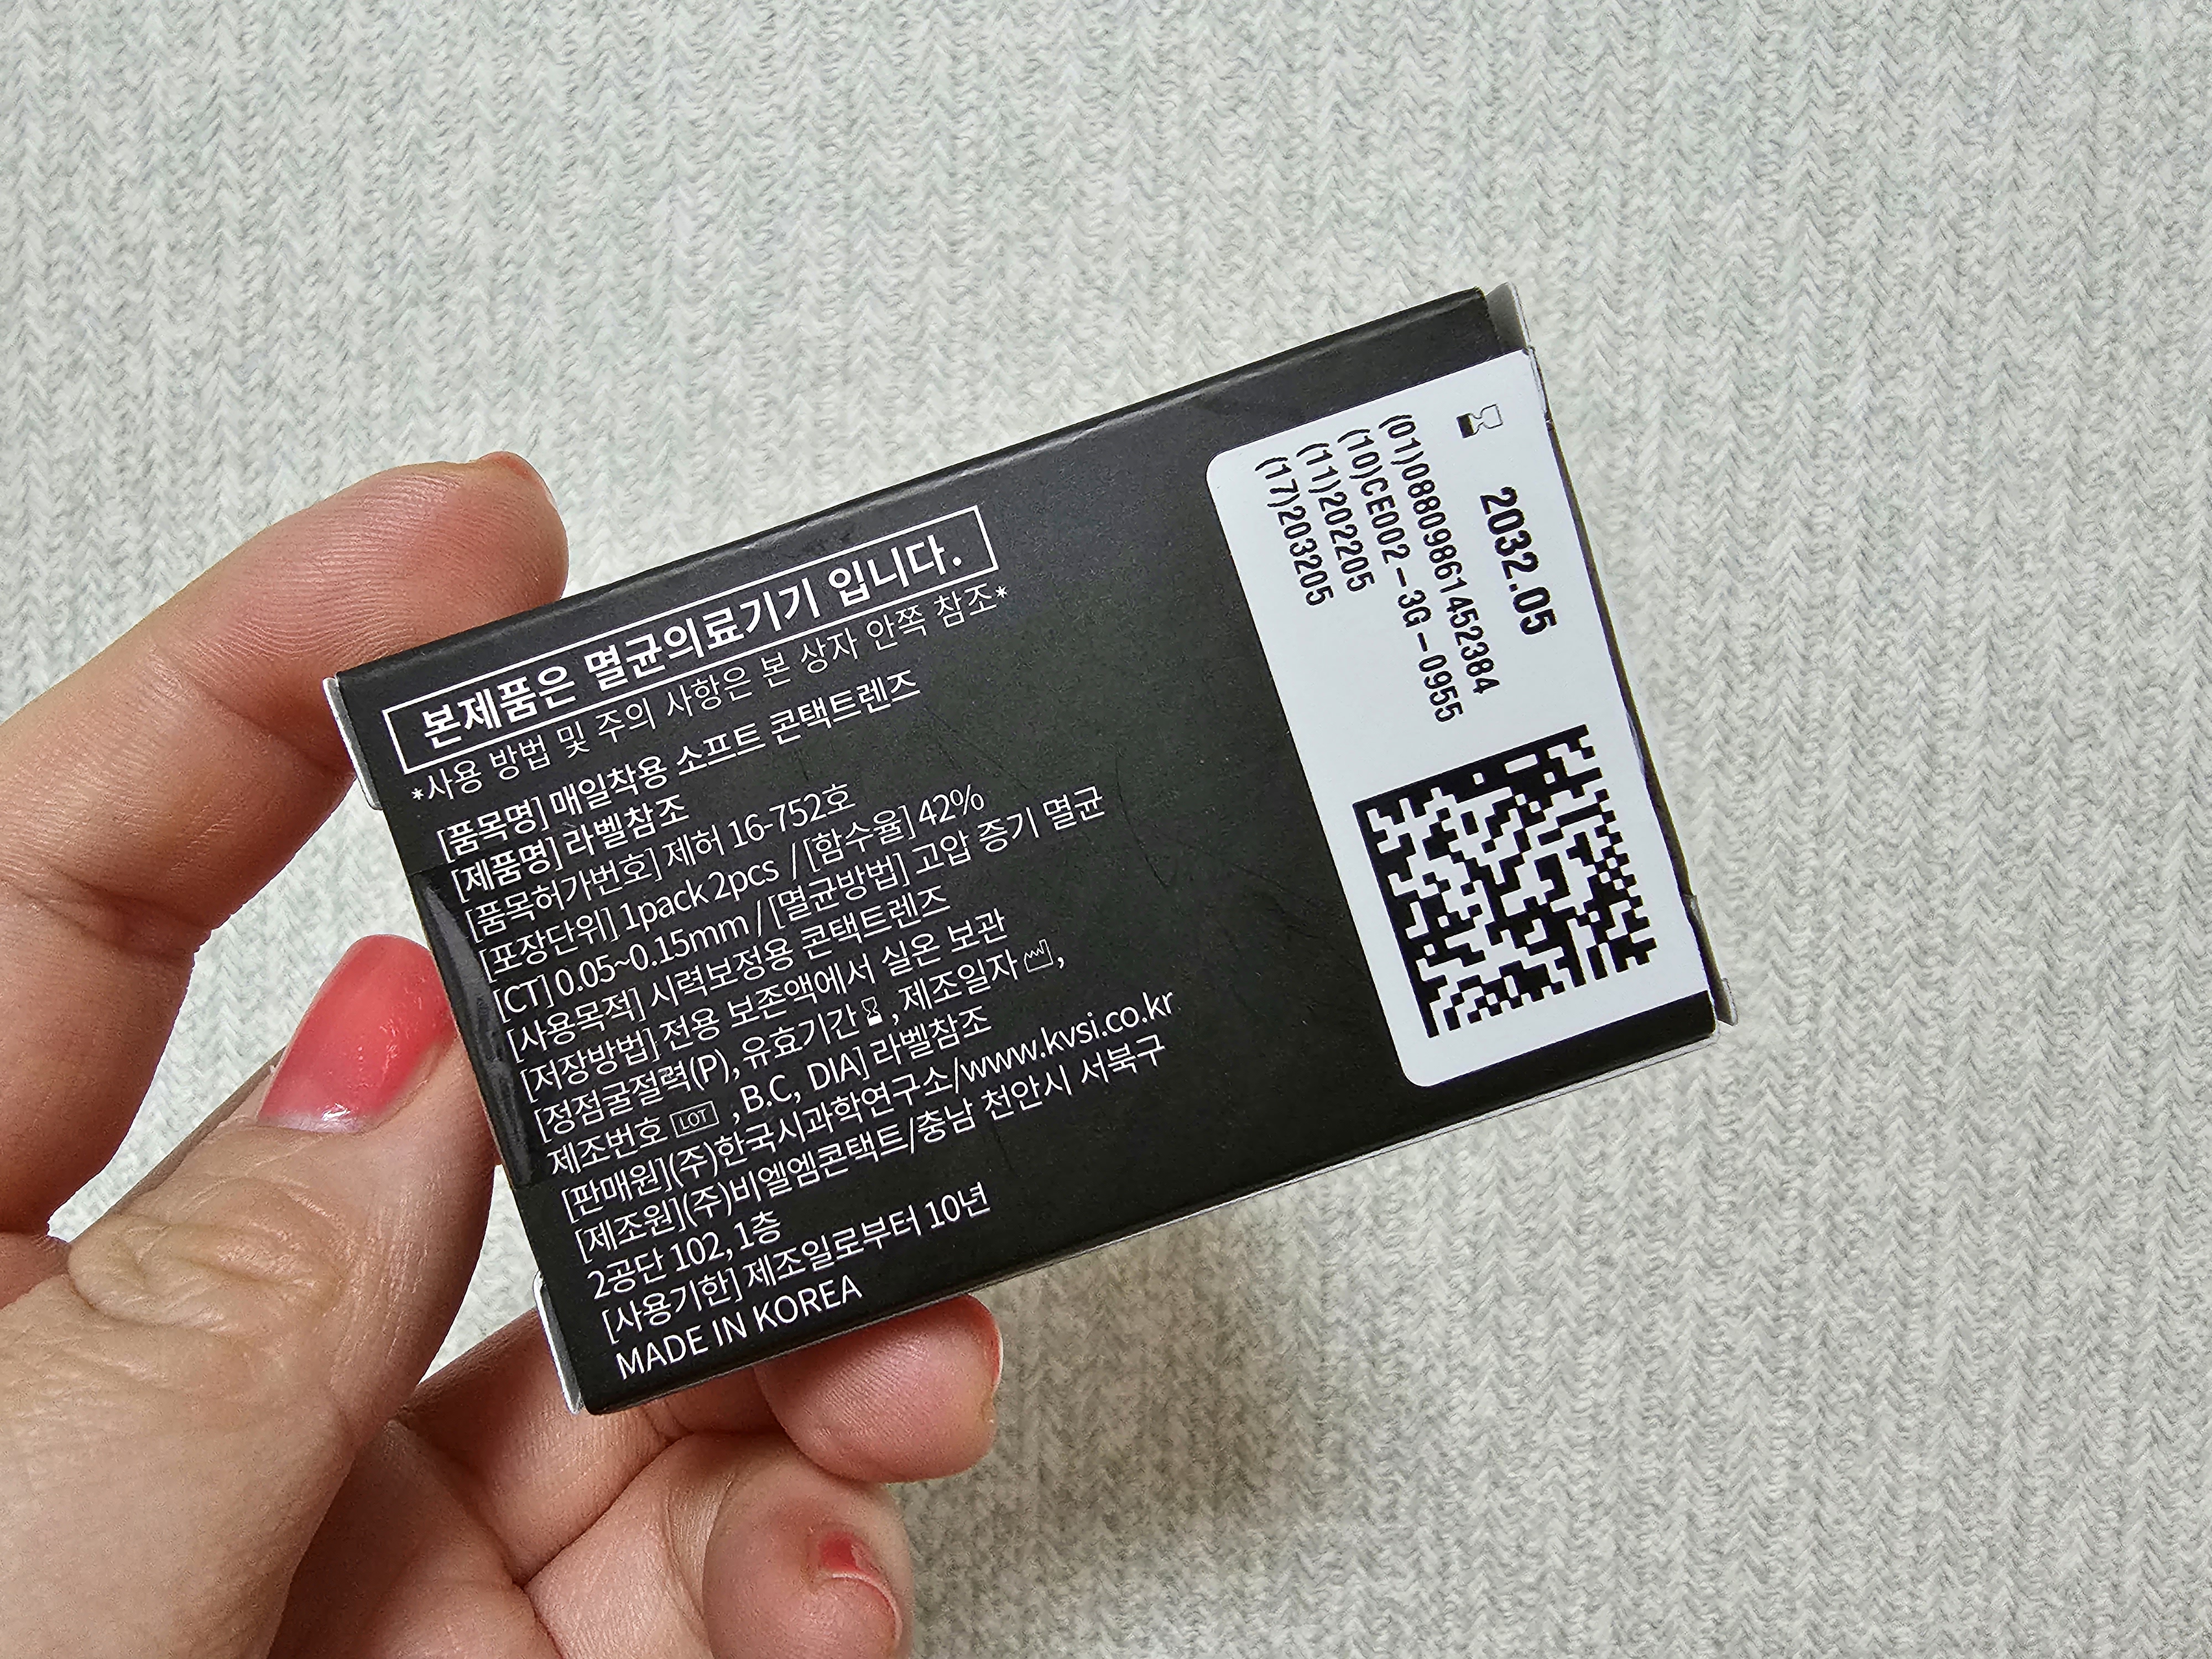 본제품은 멸균의료기기 입니다.
*사용 방법 및 주의 사항은 본 상자 안쪽 참조*
[품목명] 매일착용 소프트 콘택트렌즈
[제품명] 라벨참조
[품목허가번호] 제허 16-752호
[포장단위] 1pack 2pcs / [함수율] 42%
[CT] 0.05~0.15mm / [멸균방법] 고압 증기 멸균
[사용목적] 시력보정용 콘택트렌즈
[저장방법] 전용 보존액에서 실온 보관
[정점굴절력(P), 유효기간 , 제조일자 ,
제조번호 LOT , B.C, DIA] 라벨참조
[판매원](주)한국시과학연구소/www.kvsi.co.kr
[제조원](주)비엘엠콘택트/충남 천안시 서북구
2공단 102, 1층
[사용기한] 제조일로부터 10년
MADE IN KOREA
2032.05
(01)08809861452384
(10)CE002-3G-0955
(11)202205
(17)203205